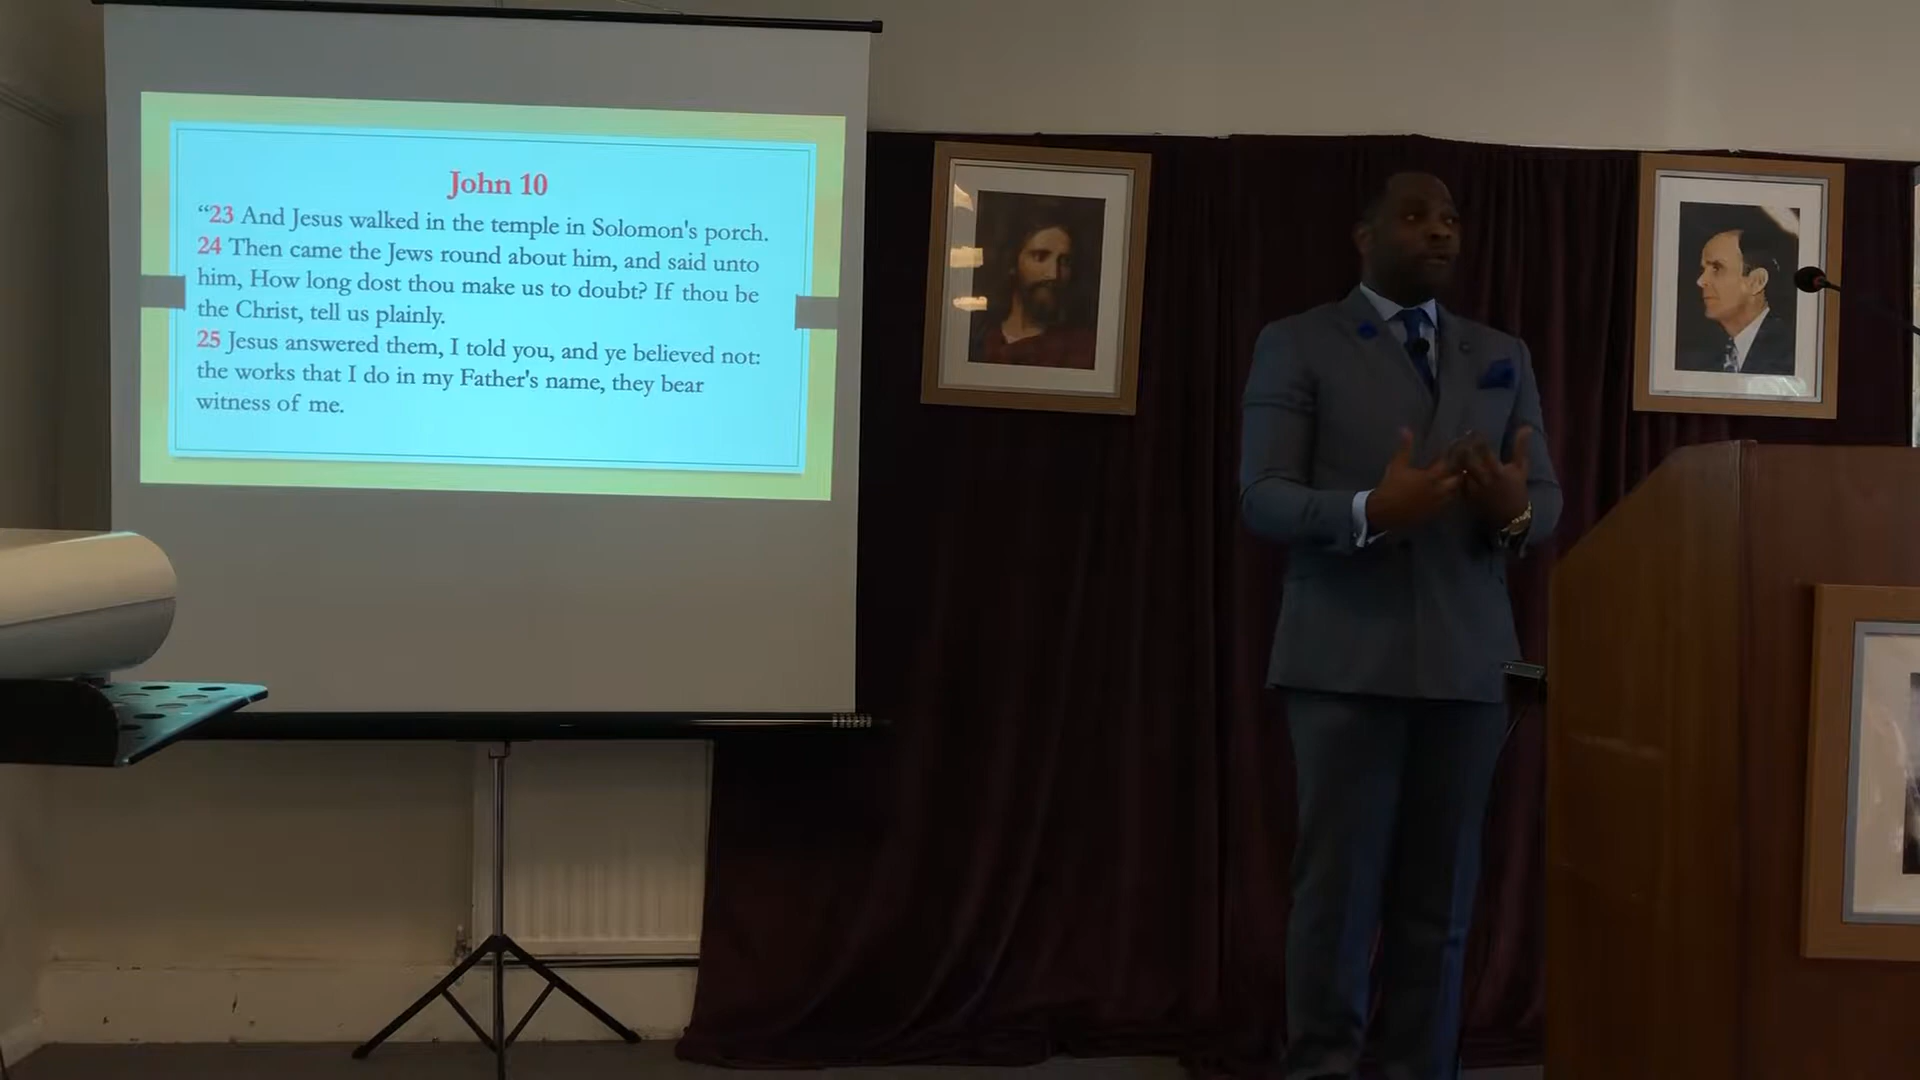 John 10
“23 And Jesus walked in the temple in Solomon's porch.
24 Then came the Jews round about him, and said unto
him, How long dost thou make us to doubt? If thou be
the Christ, tell us plainly.
25 Jesus answered them, I told you, and ye believed not:
the works that I do in my Father's name, they bear
witness of me.